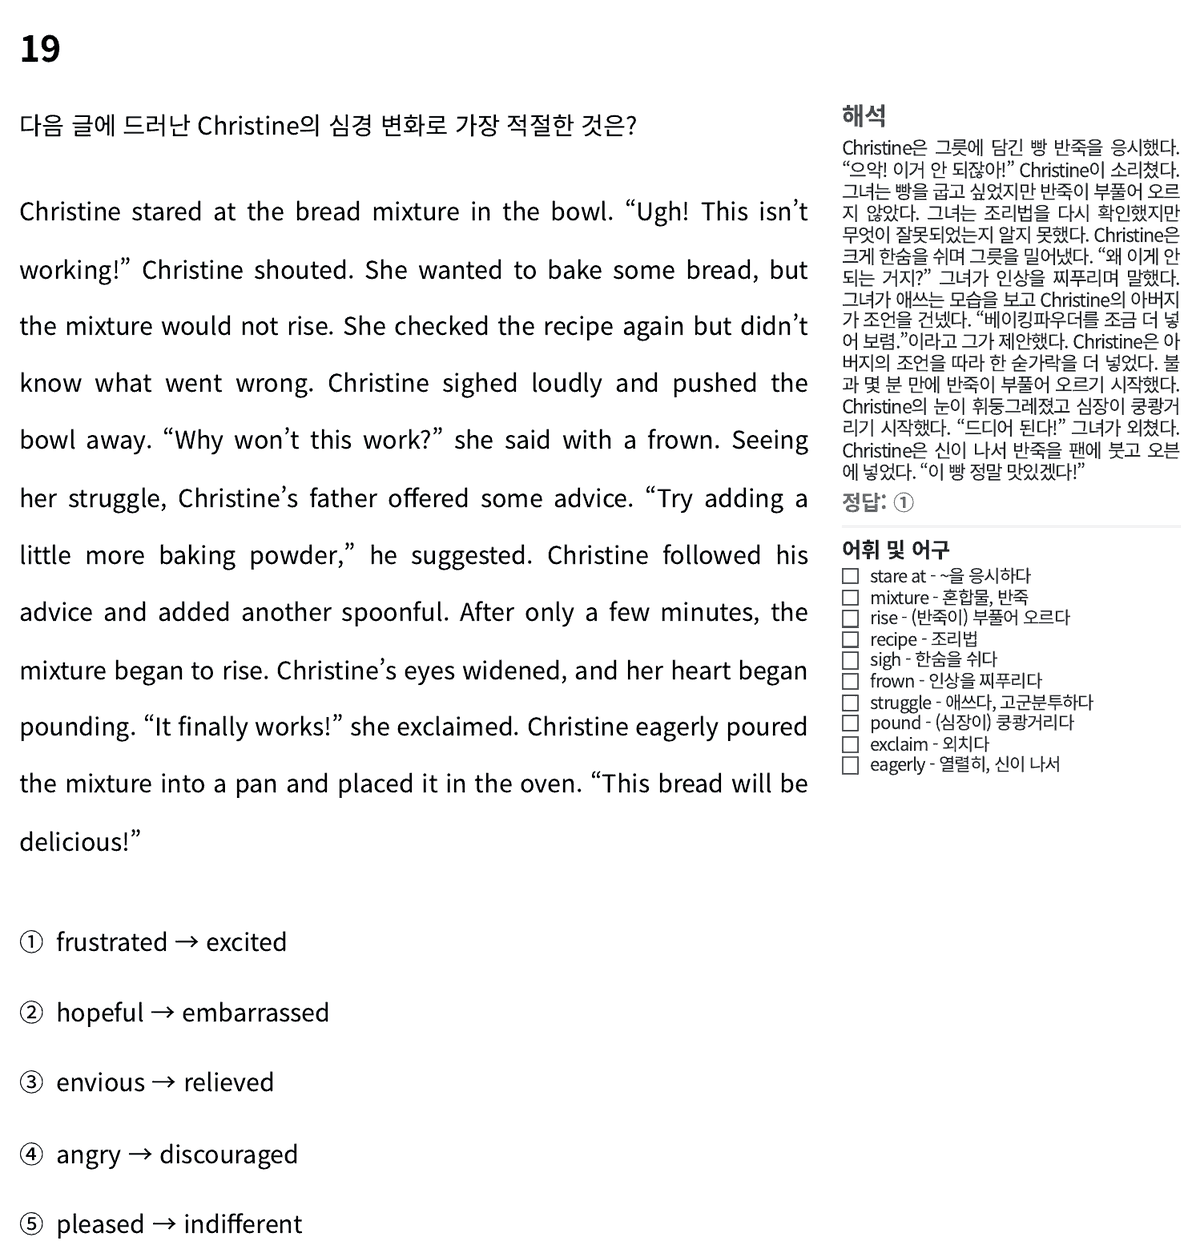 19
다음 글에 드러난 Christine의 심경 변화로 가장 적절한 것은?
Christine stared at the bread mixture in the bowl. “Ugh! This isn’t
working!” Christine shouted. She wanted to bake some bread, but
the mixture would not rise. She checked the recipe again but didn’t
know what went wrong. Christine sighed loudly and pushed the
bowl away. “Why won’t this work?” she said with a frown. Seeing
her struggle, Christine’s father offered some advice. “Try adding a
little more baking powder,” he suggested. Christine followed his
advice and added another spoonful. After only a few minutes, the
mixture began to rise. Christine’s eyes widened, and her heart began
pounding. “It finally works!” she exclaimed. Christine eagerly poured
the mixture into a pan and placed it in the oven. “This bread will be
delicious!”
① frustrated → excited
② hopeful → embarrassed
③ envious → relieved
④ angry → discouraged
⑤ pleased → indifferent
해석
Christine은 그릇에 담긴 빵 반죽을 응시했다.
“으악! 이거 안 되잖아!” Christine이 소리쳤다.
그녀는 빵을 굽고 싶었지만 반죽이 부풀어 오르
지 않았다. 그녀는 조리법을 다시 확인했지만
무엇이 잘못되었는지 알지 못했다. Christine은
크게 한숨을 쉬며 그릇을 밀어냈다. “왜 이게 안
되는 거지?” 그녀가 인상을 찌푸리며 말했다.
그녀가 애쓰는 모습을 보고 Christine의 아버지
가 조언을 건넸다. “베이킹파우더를 조금 더 넣
어 보렴.”이라고 그가 제안했다. Christine은 아
버지의 조언을 따라 한 숟가락을 더 넣었다. 불
과 몇 분 만에 반죽이 부풀어 오르기 시작했다.
Christine의 눈이 휘둥그레졌고 심장이 쿵쾅거
리기 시작했다. “드디어 된다!” 그녀가 외쳤다.
Christine은 신이 나서 반죽을 팬에 붓고 오븐
에 넣었다. “이 빵 정말 맛있겠다!”
정답: ①
어휘 및 어구
□ stare at - ~을 응시하다
□ mixture - 혼합물, 반죽
□ rise - (반죽이) 부풀어 오르다
□ recipe - 조리법
□ sigh - 한숨을 쉬다
□ frown - 인상을 찌푸리다
□ struggle - 애쓰다, 고군분투하다
□ pound - (심장이) 쿵쾅거리다
□ exclaim - 외치다
□ eagerly - 열렬히, 신이 나서